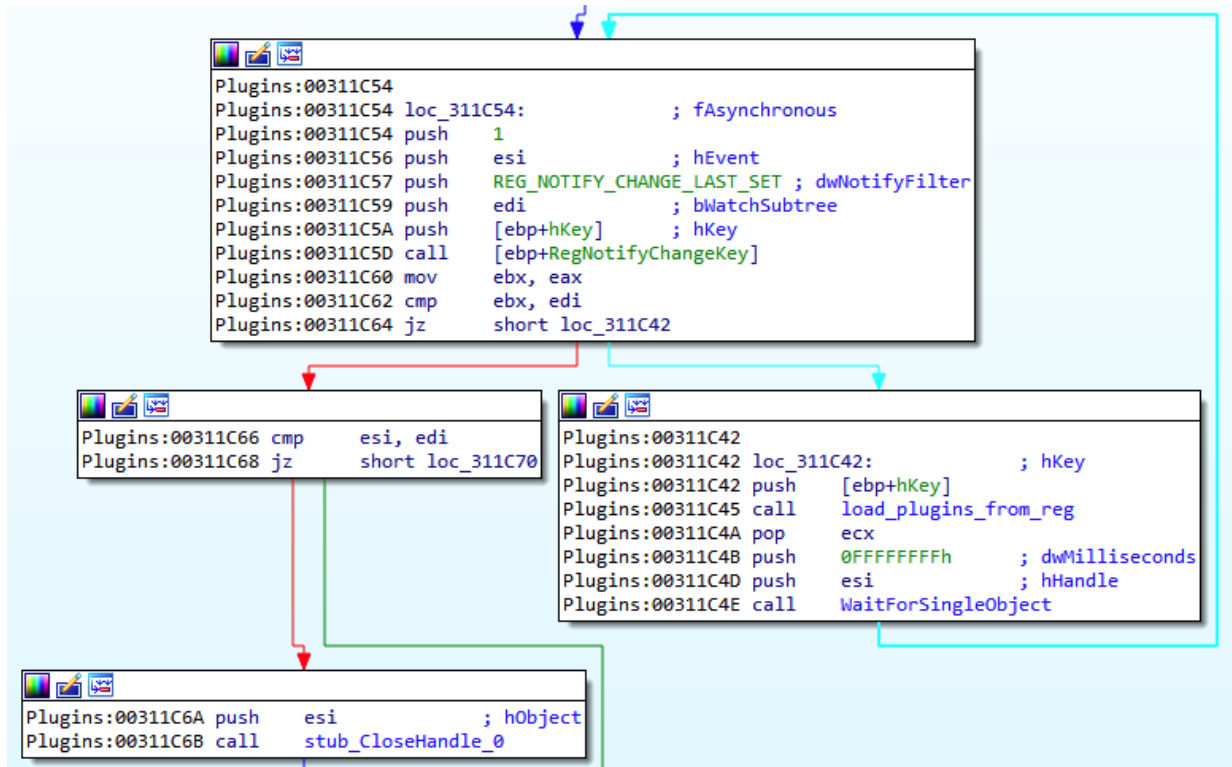 Plugins:00311C54
Plugins:00311C54 loc_311C54: ; fAsynchronous
Plugins:00311C54 push 1
Plugins:00311C56 push esi ; hEvent
Plugins:00311C57 push REG_NOTIFY_CHANGE_LAST_SET ; dwNotifyFilter
Plugins:00311C59 push edi ; bWatchSubtree
Plugins:00311C5A push [ebp+hKey] ; hKey
Plugins:00311C5D call [ebp+RegNotifyChangeKey]
Plugins:00311C60 mov ebx, eax
Plugins:00311C62 cmp ebx, edi
Plugins:00311C64 jz short loc_311C42
Plugins:00311C66 cmp esi, edi
Plugins:00311C68 jz short loc_311C70
Plugins:00311C42
Plugins:00311C42 loc_311C42: ; hKey
Plugins:00311C42 push [ebp+hKey]
Plugins:00311C45 call load_plugins_from_reg
Plugins:00311C4A pop ecx
Plugins:00311C4B push 0FFFFFFFFh ; dwMilliseconds
Plugins:00311C4D push esi ; hHandle
Plugins:00311C4E call WaitForSingleObject
Plugins:00311C6A push esi ; hObject
Plugins:00311C6B call stub_CloseHandle_0